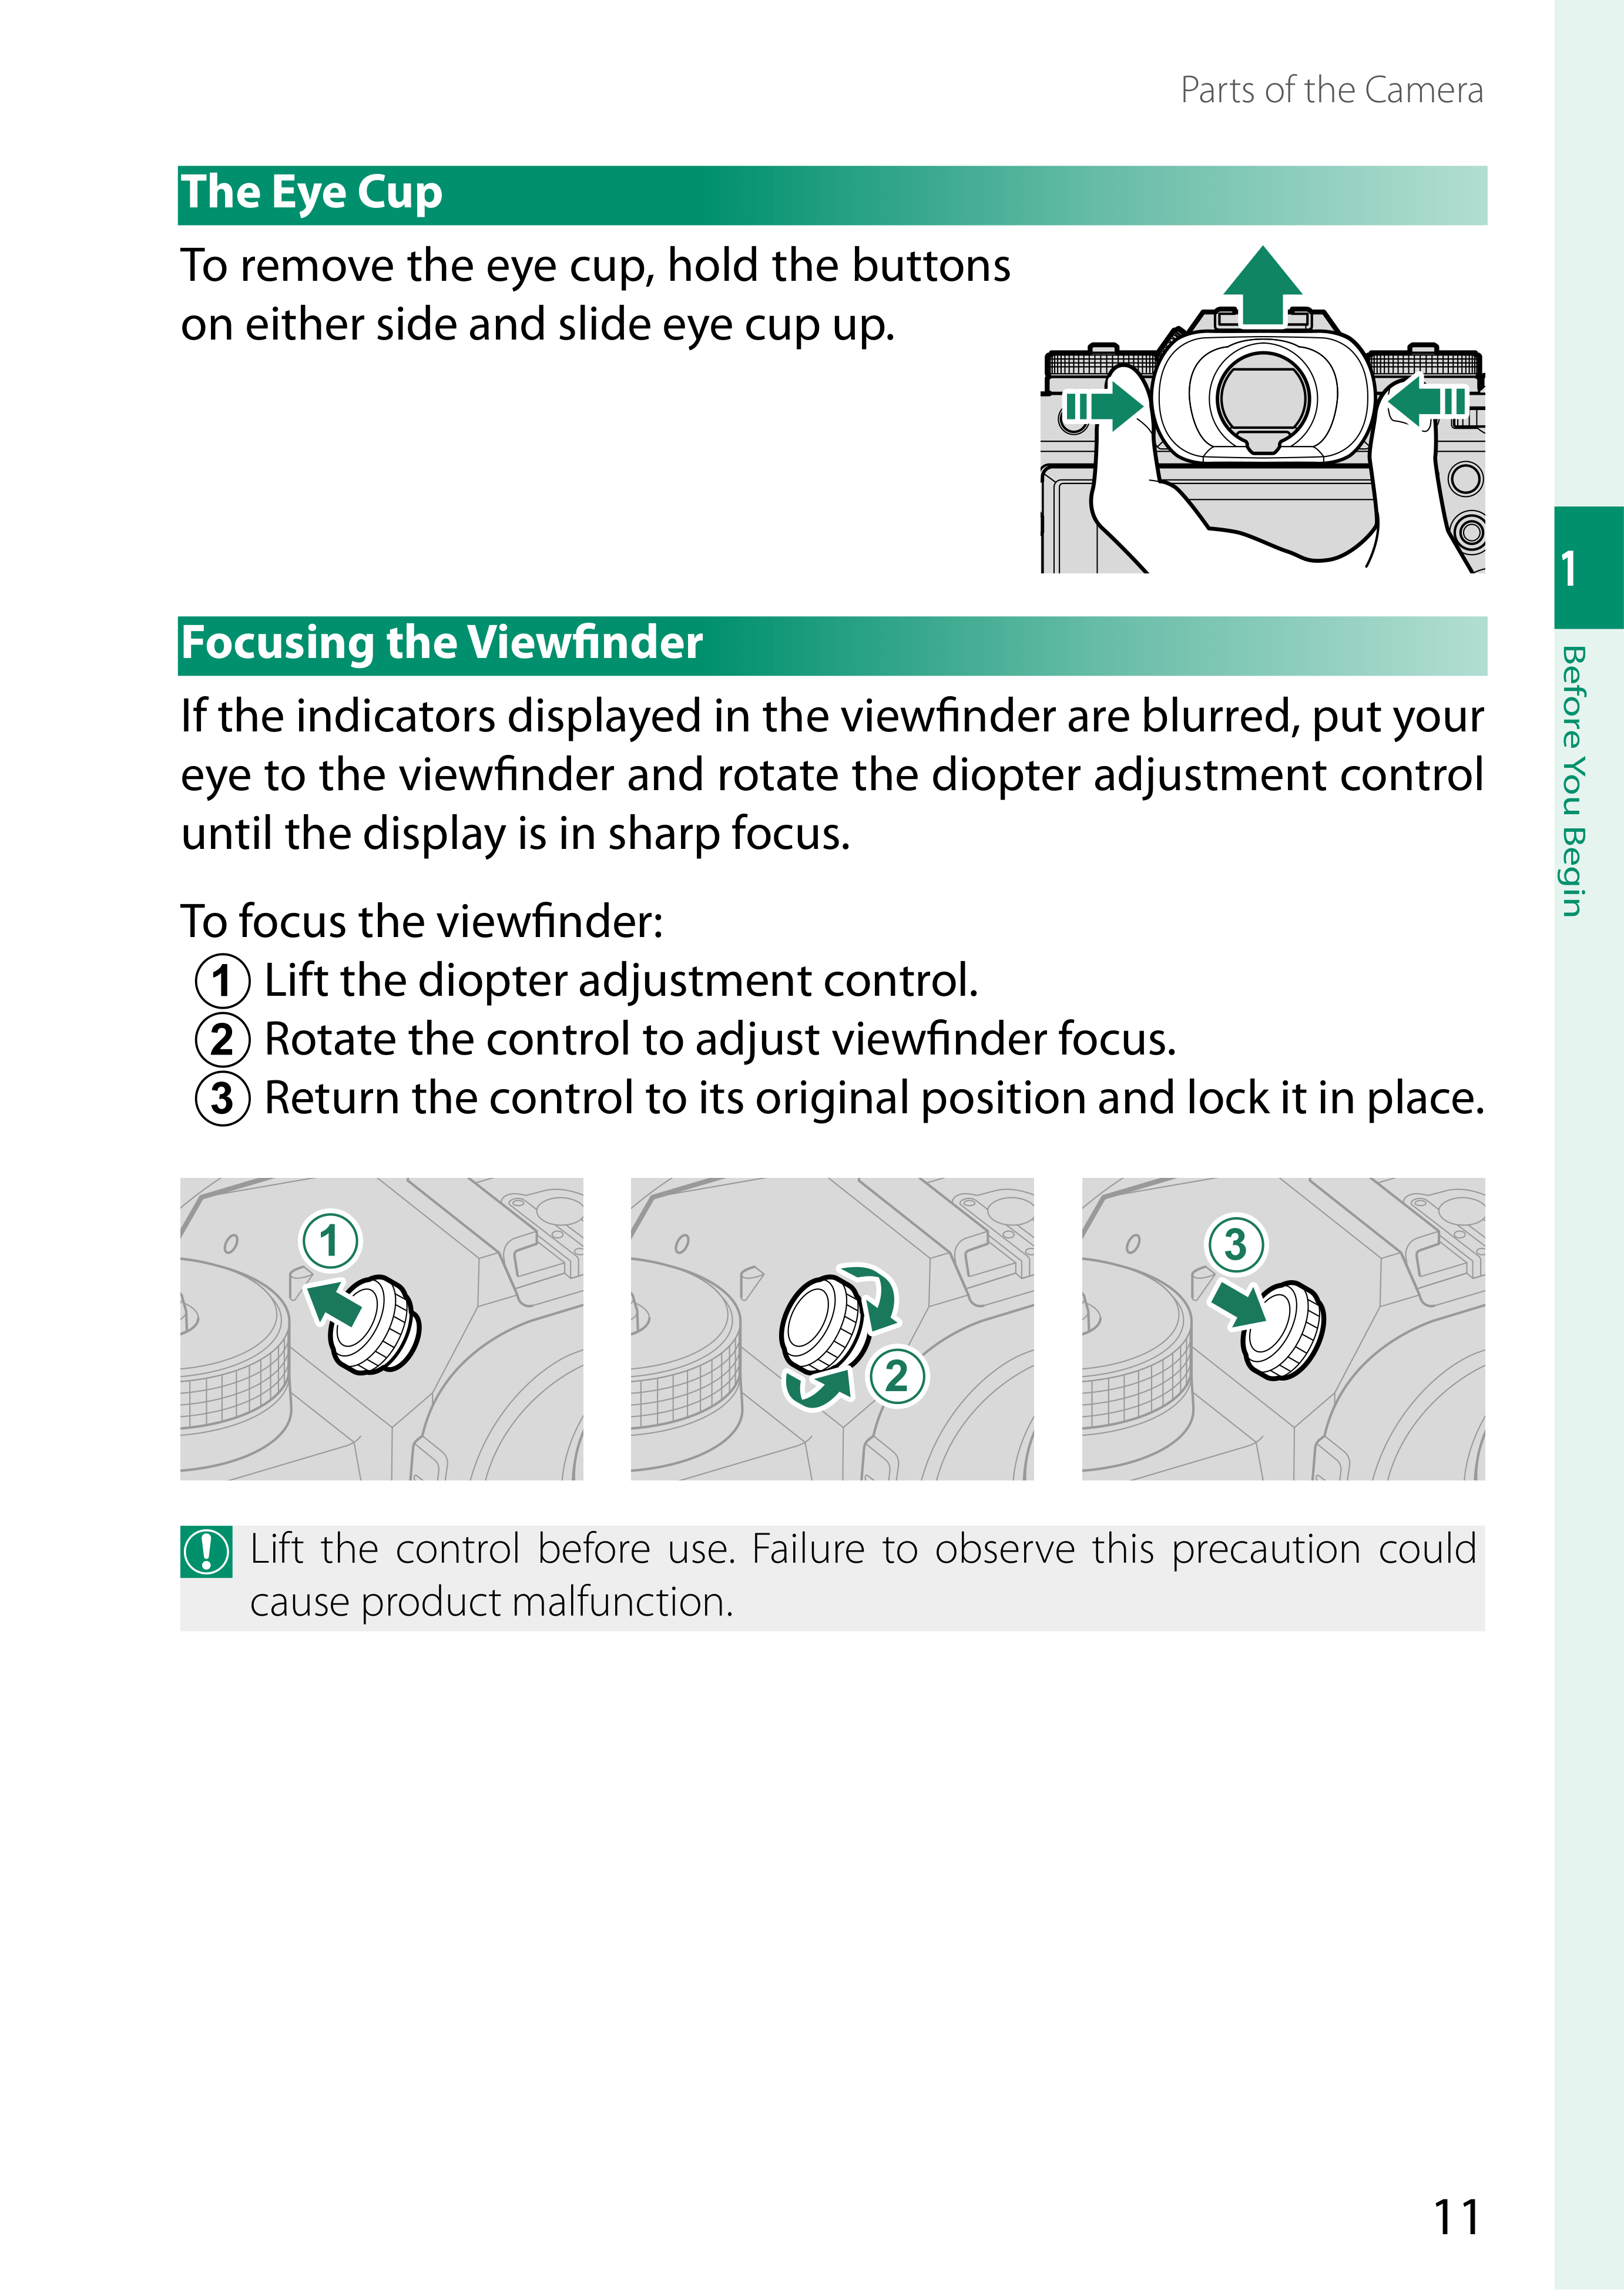 Parts of the Camera
The Eye Cup
To remove the eye cup, hold the buttons
on either side and slide eye cup up.
Focusing the Viewfinder
If the indicators displayed in the viewfinder are blurred, put your
eye to the viewfinder and rotate the diopter adjustment control
until the display is in sharp focus.
To focus the viewfinder:
① Lift the diopter adjustment control.
② Rotate the control to adjust viewfinder focus.
③ Return the control to its original position and lock it in place.
①
②
③
Lift the control before use. Failure to observe this precaution could
cause product malfunction.
1
Before You Begin
11